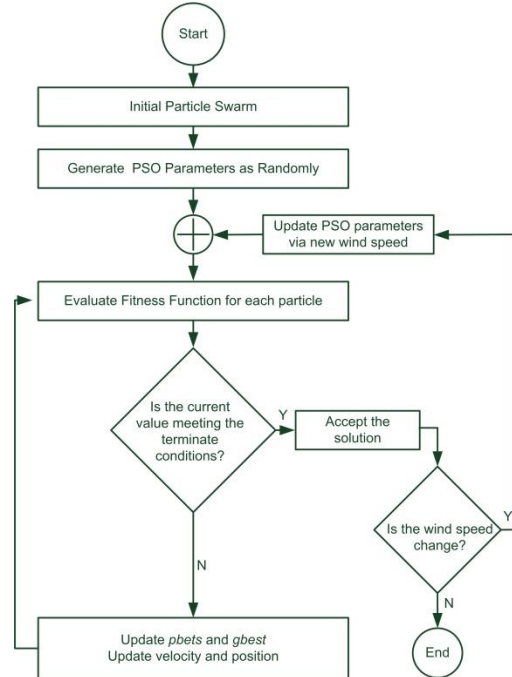 Start
Initial Particle Swarm
Generate PSO Parameters as Randomly
Update PSO parameters
via new wind speed
Evaluate Fitness Function for each particle
Is the current
value meeting the
terminate
conditions?
Y
Accept the
solution
Is the wind speed
change?
Y
N
N
Update pbets and gbest
Update velocity and position
End